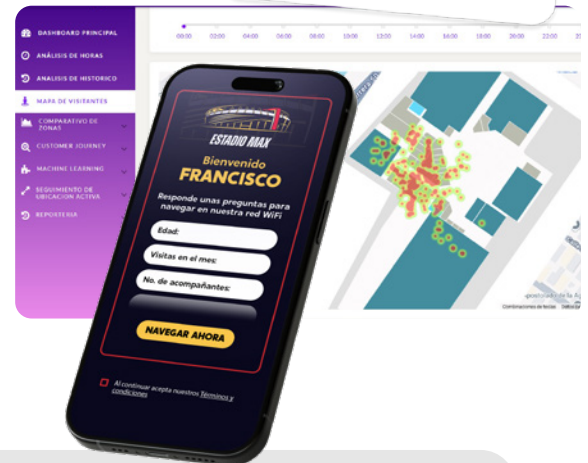 DASHBOARD PRINCIPAL
ANÁLISIS DE HORAS
ANALISIS DE HISTORICO
MAPA DE VISITANTES
COMPARATIVO DE
ZONAS
CUSTOMER JOURNEY
MACHINE LEARNING
SEGUIMIENTO DE
UBICACION ACTIVA
REPORTERIA
00:00 02:00 04:00 06:00 08:00 10:00 12:00 14:00 16:00 18:00 20:00 22:00
ESTADIO MAX
Bienvenido
FRANCISCO
Responde unas preguntas para
navegar en nuestra red WiFi
Edad:
Visitas en el mes:
No. de acompañantes:
NAVEGAR AHORA
Al continuar acepta nuestros Términos y
condiciones